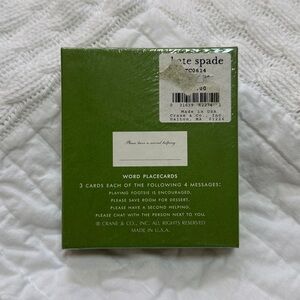 kate spade
Made in USA
Crane & Co., Inc.
Dalton, MA
Please have a second helping
WORD PLACECARDS
3 CARDS EACH OF THE FOLLOWING 4 MESSAGES:
PLAYING FOOTSIE IS ENCOURAGED.
PLEASE SAVE ROOM FOR DESSERT.
PLEASE HAVE A SECOND HELPING.
PLEASE CHAT WITH THE PERSON NEXT TO YOU.
© CRANE & CO., INC. ALL RIGHTS RESERVED
MADE IN U.S.A.